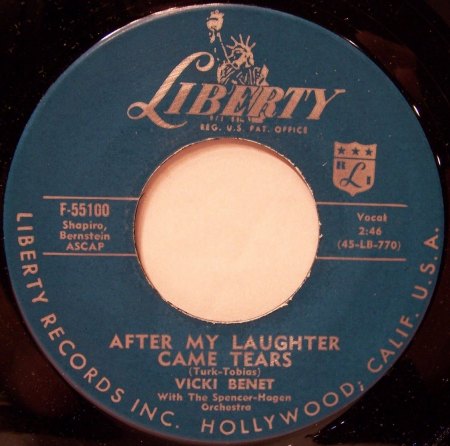 LIBERTY
REG. U.S. PAT. OFFICE
R L I
F-55100
Shapiro,
Bernstein
ASCAP
Vocal
2:46
(45-LB-770)
AFTER MY LAUGHTER
CAME TEARS
(Turk-Tobias)
VICKI BENET
With The Spencer-Hagen
Orchestra
LIBERTY RECORDS INC. HOLLYWOOD, CALIF. U.S.A.